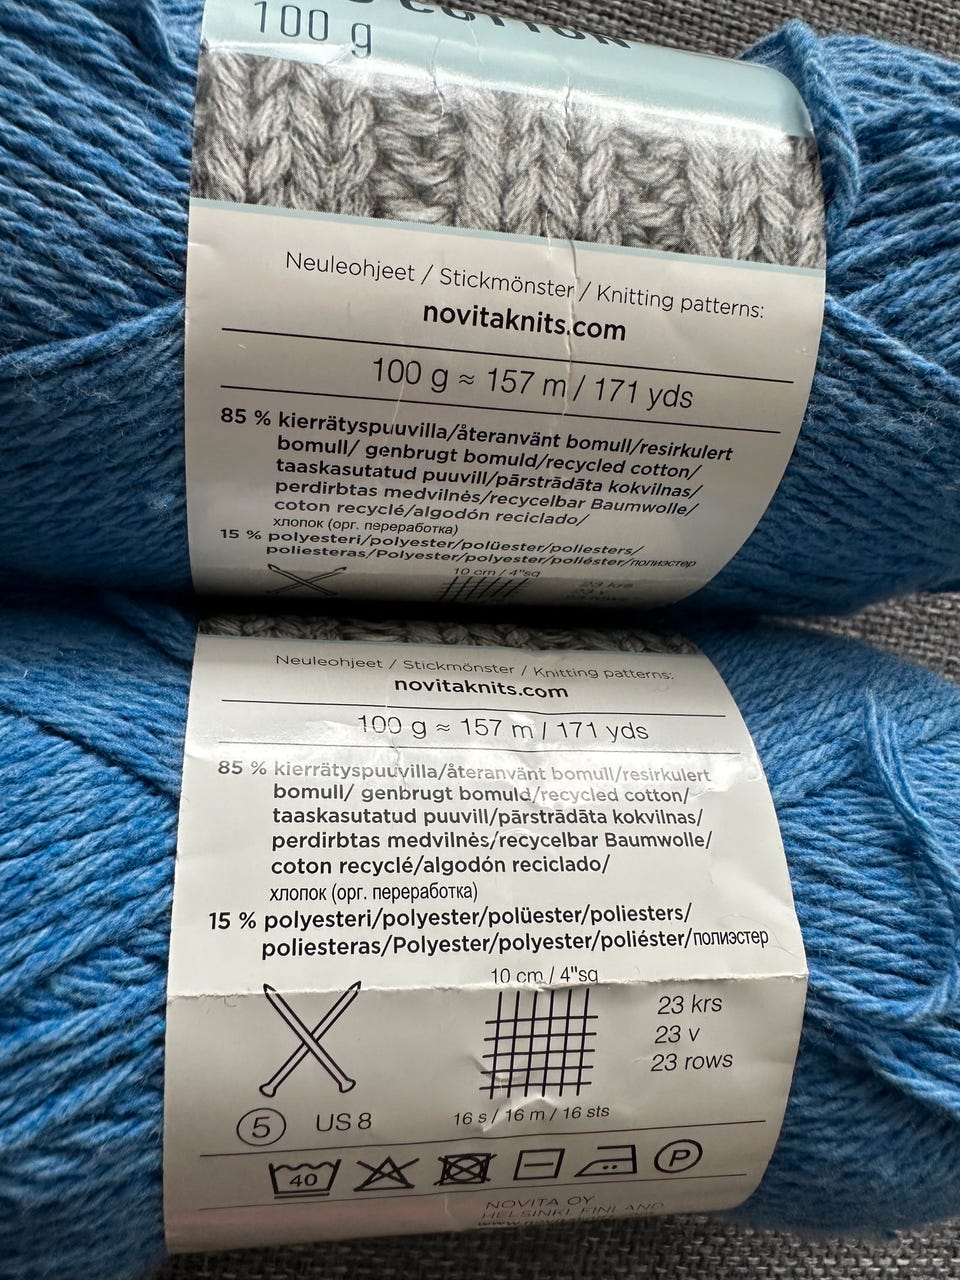 100 g
COTTON
Neuleohjeet / Stickmönster / Knitting patterns:
novitaknits.com
100 g ≈ 157 m / 171 yds
85 % kierrätyspuuvilla/återanvänt bomull/resirkulert
bomull/ genbrugt bomuld/recycled cotton/
taaskasutatud puuvill/pārstrādāta kokvilnas/
perdirbtas medvilnės/recycelbar Baumwolle/
coton recyclé/algodón reciclado/
хлопок (орг. переработка)
15 % polyesteri/polyester/polüester/poliesters/
poliesteras/Polyester/polyester/poliéster/полиэстер
10 cm / 4"sq
23 krs
23 v
23 rows
Neuleohjeet / Stickmönster / Knitting patterns:
novitaknits.com
100 g ≈ 157 m / 171 yds
85 % kierrätyspuuvilla/återanvänt bomull/resirkulert
bomull/ genbrugt bomuld/recycled cotton/
taaskasutatud puuvill/pārstrādāta kokvilnas/
perdirbtas medvilnės/recycelbar Baumwolle/
coton recyclé/algodón reciclado/
хлопок (орг. переработка)
15 % polyesteri/polyester/polüester/poliesters/
poliesteras/Polyester/polyester/poliéster/полиэстер
10 cm / 4"sq
23 krs
23 v
23 rows
5 US 8
16 s / 16 m / 16 sts
40 P
NOVITA OY
HELSINKI, FINLAND